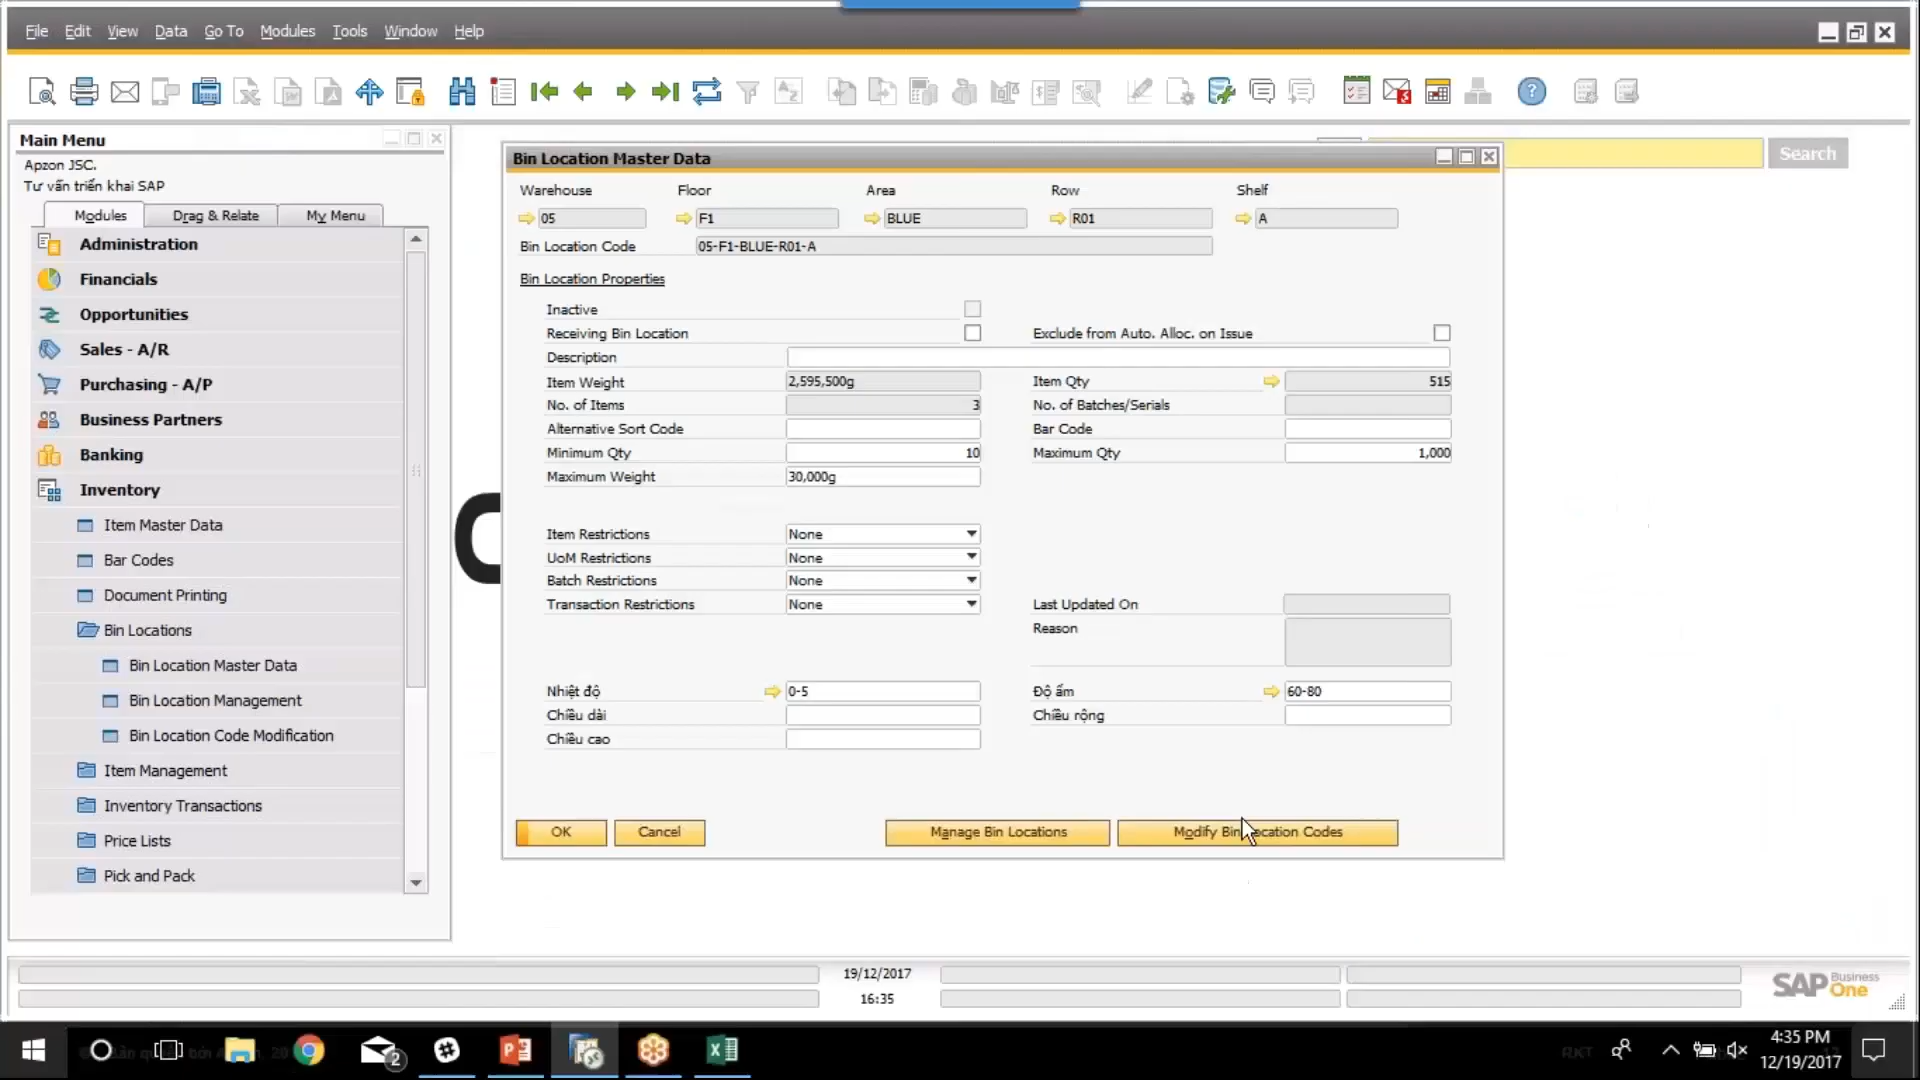 File Edit View Data Go To Modules Tools Window Help
Main Menu
Apzon JSC.
Tư vấn triển khai SAP
Modules Drag & Relate My Menu
Administration
Financials
Opportunities
Sales - A/R
Purchasing - A/P
Business Partners
Banking
Inventory
Item Master Data
Bar Codes
Document Printing
Bin Locations
Bin Location Master Data
Bin Location Management
Bin Location Code Modification
Item Management
Inventory Transactions
Price Lists
Pick and Pack
Search
Bin Location Master Data
Warehouse Floor Area Row Shelf
05 F1 BLUE R01 A
Bin Location Code 05-F1-BLUE-R01-A
Bin Location Properties
Inactive
Receiving Bin Location Exclude from Auto. Alloc. on Issue
Description
Item Weight 2,595,500g Item Qty 515
No. of Items 3 No. of Batches/Serials
Alternative Sort Code Bar Code
Minimum Qty 10 Maximum Qty 1,000
Maximum Weight 30,000g
Item Restrictions None
UoM Restrictions None
Batch Restrictions None
Transaction Restrictions None Last Updated On
Reason
Nhiệt độ 0-5 Độ ẩm 60-80
Chiều dài Chiều rộng
Chiều cao
OK Cancel Manage Bin Locations Modify Bin Location Codes
19/12/2017
16:35
SAP Business One
2
4:35 PM
12/19/2017